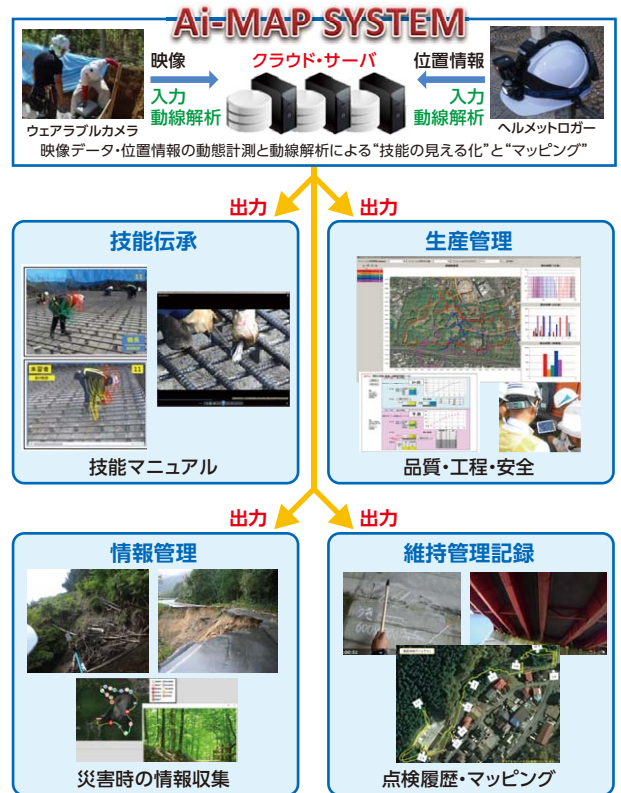 Ai-MAP SYSTEM
映像
クラウド・サーバ
位置情報
入力
動線解析
入力
動線解析
ウェアラブルカメラ
ヘルメットロガー
映像データ・位置情報の動態計測と動線解析による“技能の見える化”と“マッピング”
出力
出力
技能伝承
11
未習者
11
技能マニュアル
生産管理
品質・工程・安全
出力
出力
情報管理
災害時の情報収集
維持管理記録
うき
点検履歴・マッピング